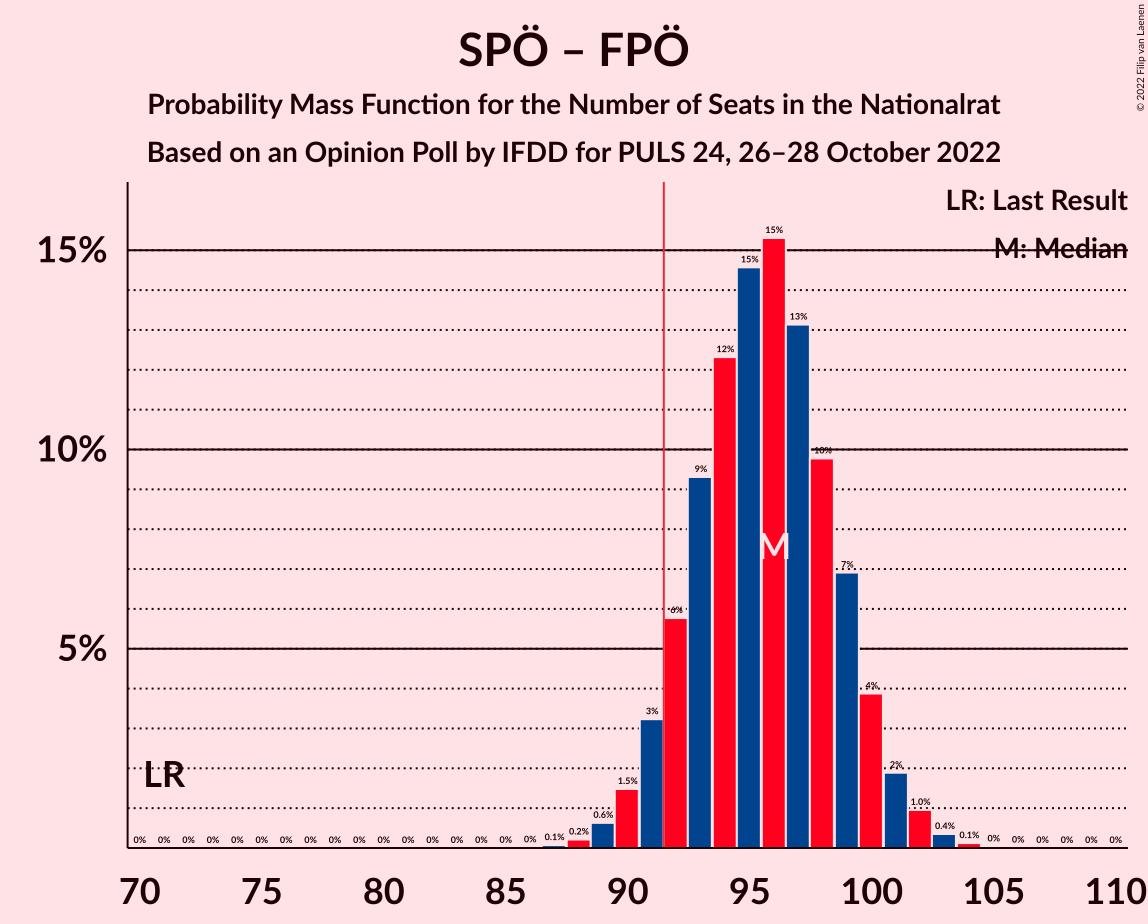 SPÖ – FPÖ
Probability Mass Function for the Number of Seats in the Nationalrat
Based on an Opinion Poll by IFDD for PULS 24, 26–28 October 2022
© 2022 Filip van Laenen
LR: Last Result
M: Median
15%
10%
5%
0% 0% 0% 0% 0% 0% 0% 0% 0% 0% 0% 0% 0% 0% 0% 0% 0% 0.1% 0.2% 0.6% 1.5% 3% 6% 9% 12% 15% 15% 13% 10% 7% 4% 2% 1.0% 0.4% 0.1% 0% 0% 0% 0% 0% 0%
LR
M
70 75 80 85 90 95 100 105 110